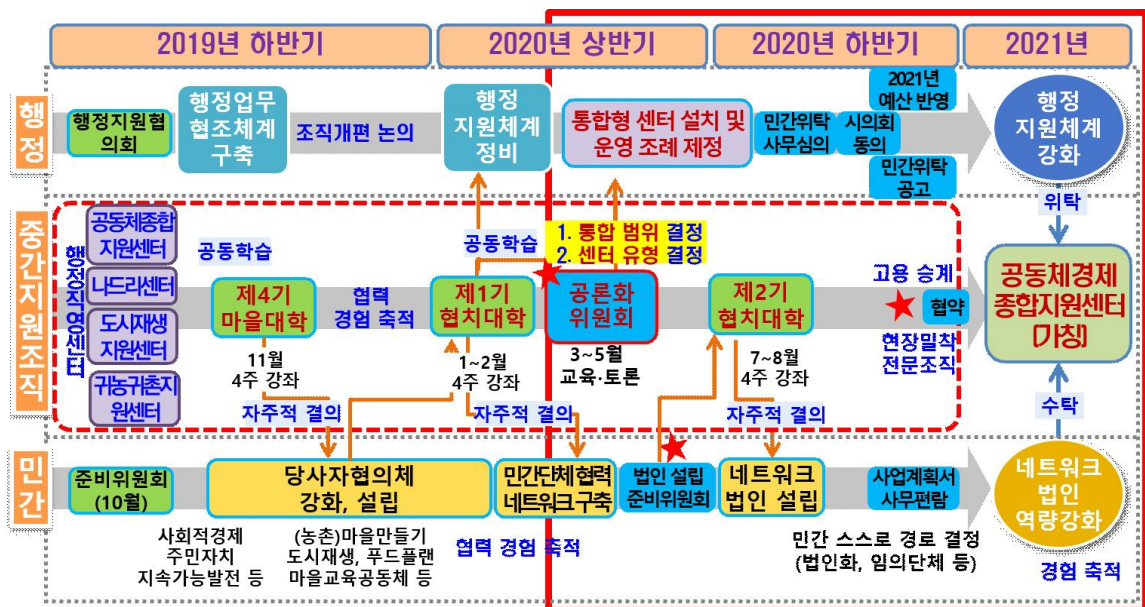 2019년 하반기
2020년 상반기
2020년 하반기
2021년
행정
행정지원협
의회
행정업무
협조체계
구축
조직개편 논의
행정
지원체계
정비
통합형 센터 설치 및
운영 조례 제정
민간위탁
사무심의
시의회
동의
2021년
예산 반영
민간위탁
공고
행정
지원체계
강화
위탁
중간지원조직
행정직영센터
공동체종합
지원센터
나드리센터
도시재생
지원센터
귀농귀촌지
원센터
공동학습
제4기
마을대학
11월
4주 강좌
자주적 결의
협력
경험 축적
공동학습
제1기
협치대학
1~2월
4주 강좌
자주적 결의
1. 통합 범위 결정
2. 센터 유형 결정
공론화
위원회
3~5월
교육·토론
제2기
협치대학
7~8월
4주 강좌
자주적 결의
고용 승계
협약
현장밀착
전문조직
공동체경제
종합지원센터
(가칭)
수탁
민간
준비위원회
(10월)
당사자협의체
강화, 설립
사회적경제
주민자치
지속가능발전 등
(농촌)마을만들기
도시재생, 푸드플랜
마을교육공동체 등
민간단체 협력
네트워크 구축
협력 경험 축적
법인 설립
준비위원회
네트워크
법인 설립
사업계획서
사무편람
민간 스스로 경로 결정
(법인화, 임의단체 등)
네트워크
법인
역량강화
경험 축적